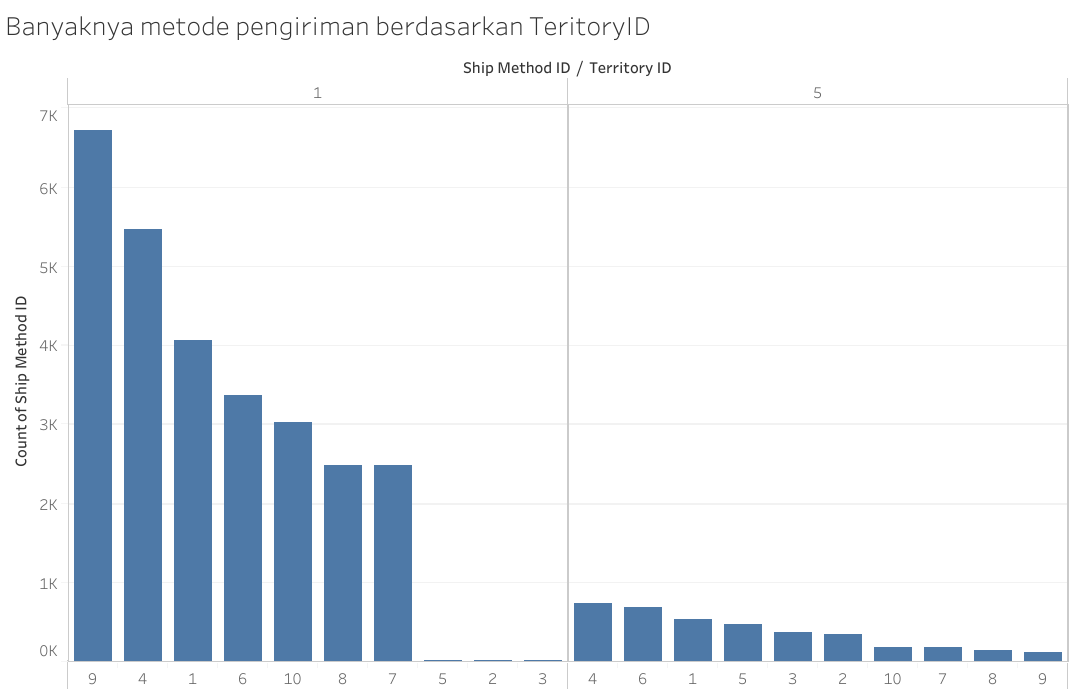 Banyaknya metode pengiriman berdasarkan TeritoryID
Ship Method ID / Territory ID
1 5
7K
6K
5K
4K
3K
2K
1K
0K
Count of Ship Method ID
9 4 1 6 10 8 7 5 2 3 4 6 1 5 3 2 10 7 8 9